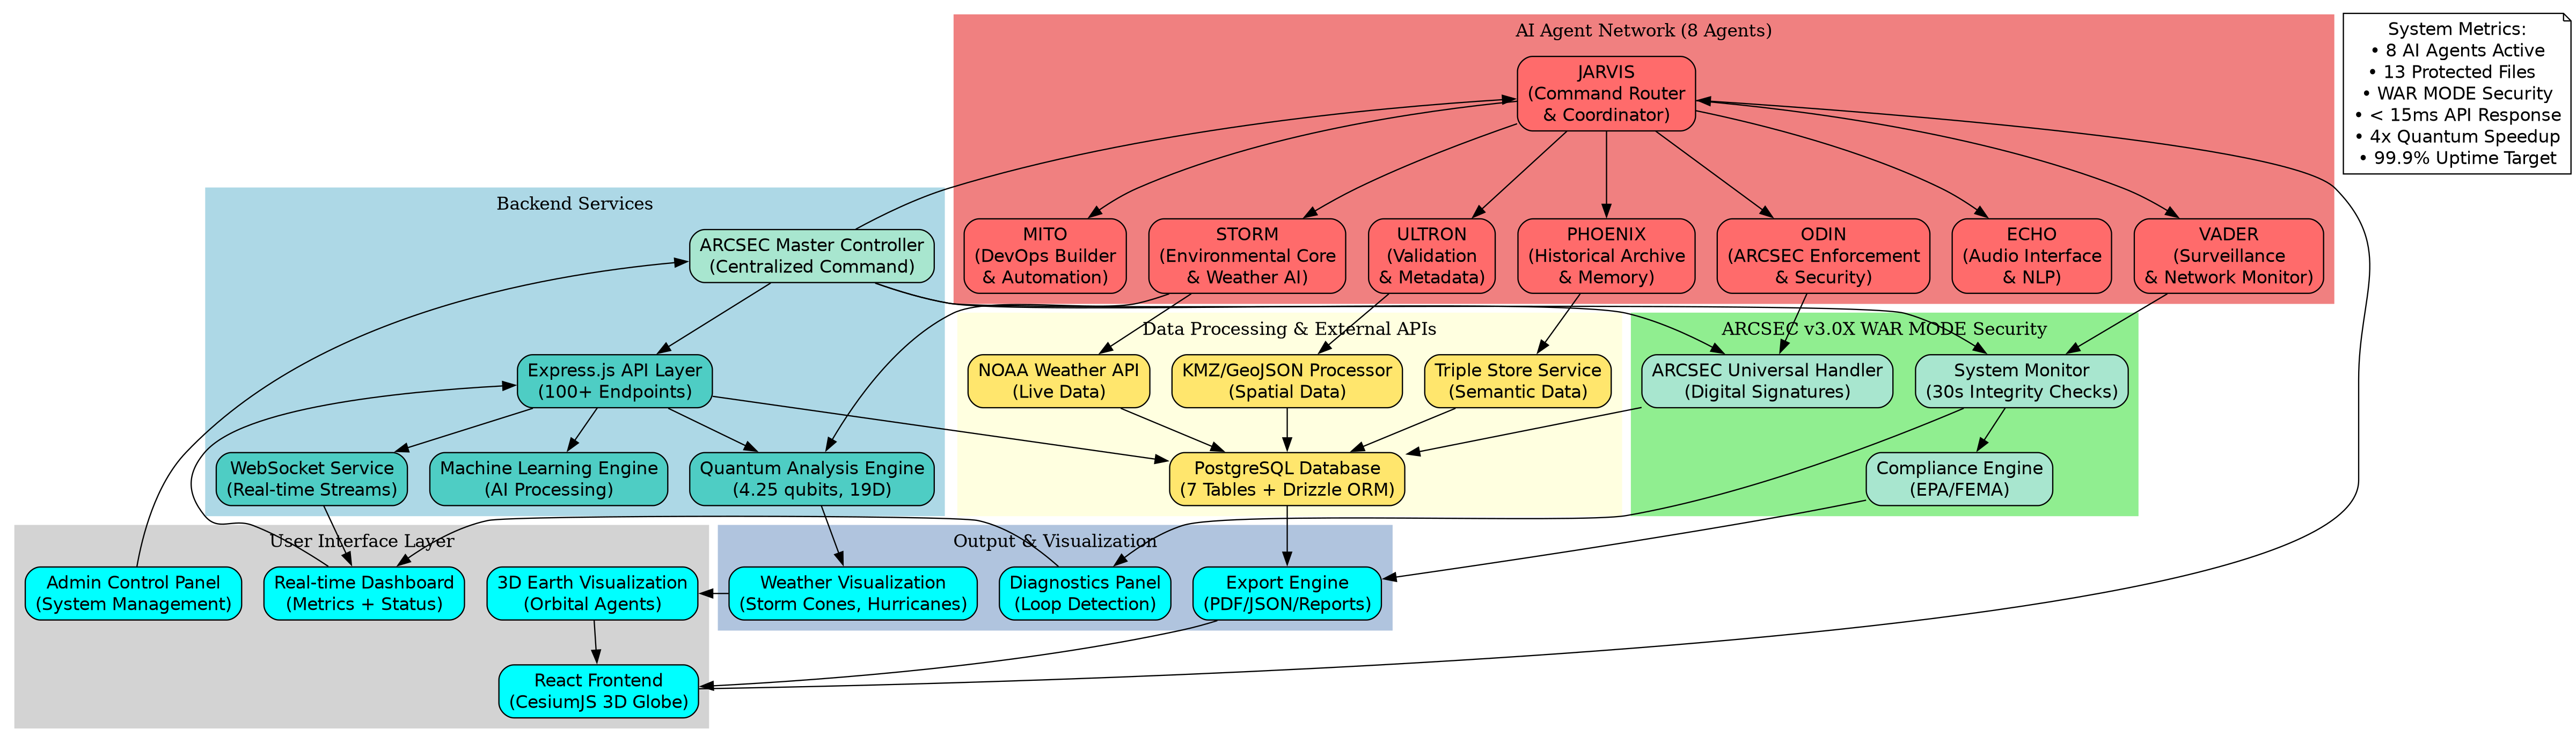 AI Agent Network (8 Agents)
JARVIS
(Command Router
& Coordinator)
System Metrics:
• 8 AI Agents Active
• 13 Protected Files
• WAR MODE Security
• < 15ms API Response
• 4x Quantum Speedup
• 99.9% Uptime Target
MITO
(DevOps Builder
& Automation)
STORM
(Environmental Core
& Weather AI)
ULTRON
(Validation
& Metadata)
PHOENIX
(Historical Archive
& Memory)
ODIN
(ARCSEC Enforcement
& Security)
ECHO
(Audio Interface
& NLP)
VADER
(Surveillance
& Network Monitor)
Backend Services
ARCSEC Master Controller
(Centralized Command)
Express.js API Layer
(100+ Endpoints)
WebSocket Service
(Real-time Streams)
Machine Learning Engine
(AI Processing)
Quantum Analysis Engine
(4.25 qubits, 19D)
Data Processing & External APIs
NOAA Weather API
(Live Data)
KMZ/GeoJSON Processor
(Spatial Data)
Triple Store Service
(Semantic Data)
PostgreSQL Database
(7 Tables + Drizzle ORM)
ARCSEC v3.0X WAR MODE Security
ARCSEC Universal Handler
(Digital Signatures)
System Monitor
(30s Integrity Checks)
Compliance Engine
(EPA/FEMA)
User Interface Layer
Admin Control Panel
(System Management)
Real-time Dashboard
(Metrics + Status)
3D Earth Visualization
(Orbital Agents)
React Frontend
(CesiumJS 3D Globe)
Output & Visualization
Weather Visualization
(Storm Cones, Hurricanes)
Diagnostics Panel
(Loop Detection)
Export Engine
(PDF/JSON/Reports)